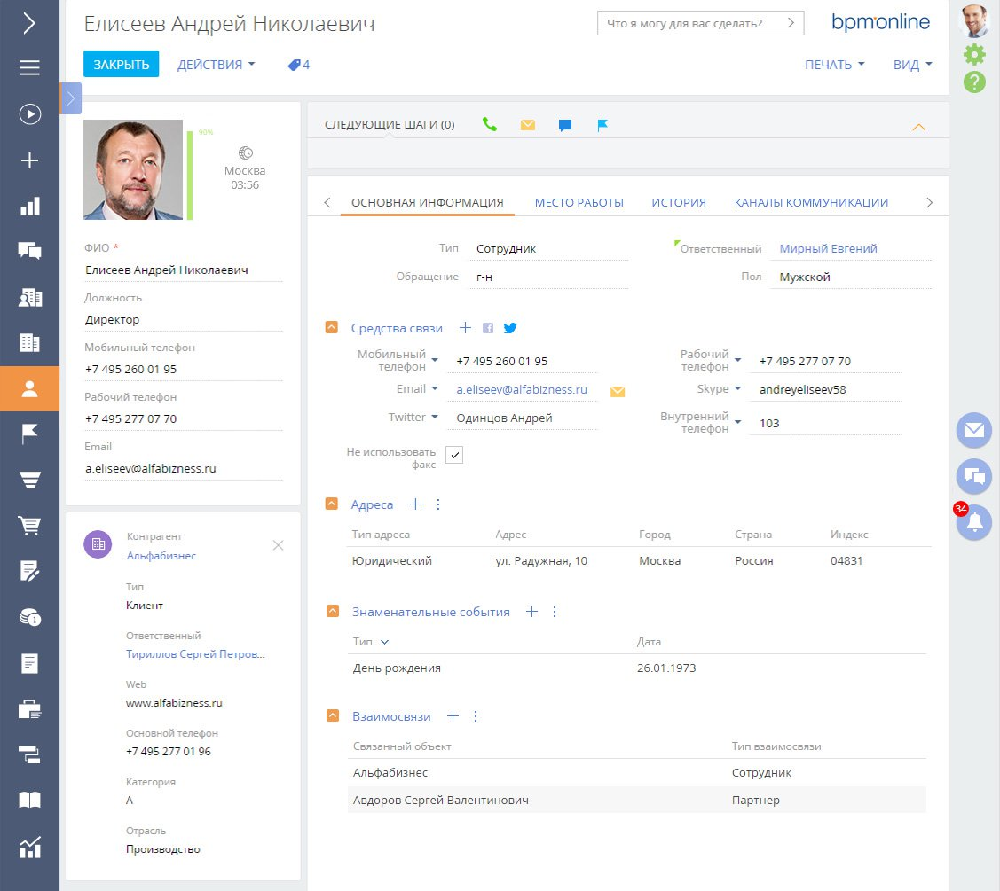 Елисеев Андрей Николаевич
Что я могу для вас сделать?
bpmonline
ЗАКРЫТЬ
ДЕЙСТВИЯ
4
ПЕЧАТЬ
ВИД
90%
Москва
03:56
ФИО *
Елисеев Андрей Николаевич
Должность
Директор
Мобильный телефон
+7 495 260 01 95
Рабочий телефон
+7 495 277 07 70
Email
a.eliseev@alfabizness.ru
Контрагент
Альфабизнес
Тип
Клиент
Ответственный
Тириллов Сергей Петров...
Web
www.alfabizness.ru
Основной телефон
+7 495 277 01 96
Категория
А
Отрасль
Производство
СЛЕДУЮЩИЕ ШАГИ (0)
ОСНОВНАЯ ИНФОРМАЦИЯ
МЕСТО РАБОТЫ
ИСТОРИЯ
КАНАЛЫ КОММУНИКАЦИИ
Тип
Сотрудник
Ответственный
Мирный Евгений
Обращение
г-н
Пол
Мужской
Средства связи
Мобильный
телефон
+7 495 260 01 95
Рабочий
телефон
+7 495 277 07 70
Email
a.eliseev@alfabizness.ru
Skype
andreyeliseev58
Twitter
Одинцов Андрей
Внутренний
телефон
103
Не использовать
факс
Адреса
Тип адреса Адрес Город Страна Индекс
Юридический ул. Радужная, 10 Москва Россия 04831
Знаменательные события
Тип Дата
День рождения 26.01.1973
Взаимосвязи
Связанный объект Тип взаимосвязи
Альфабизнес Сотрудник
Авдоров Сергей Валентинович Партнер
1
34